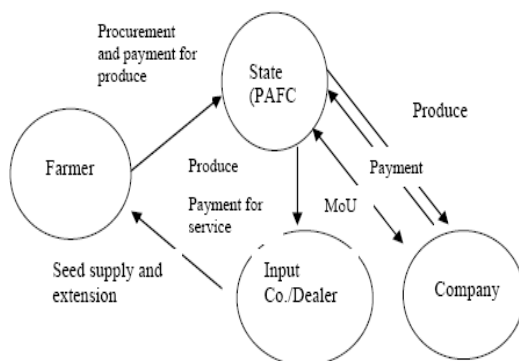 Procurement
and payment for
produce
State
(PAFC
Produce
Farmer
Produce
Payment
Payment for
service
MoU
Seed supply and
extension
Input
Co./Dealer
Company